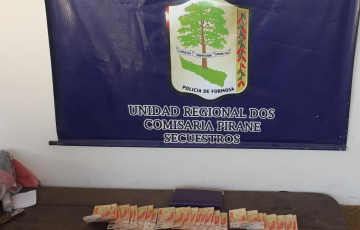 POLICIA DE FORMOSA
UNIDAD REGIONAL DOS
COMISARIA PIRANE
SECUESTROS